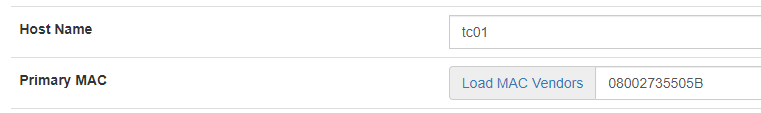 Host Name tc01
Primary MAC Load MAC Vendors 08002735505B